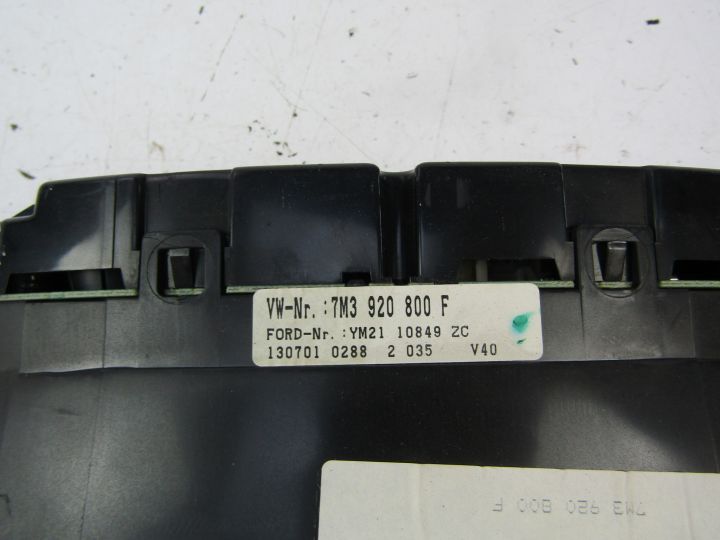 VW-Nr. :7M3 920 800 F
FORD-Nr. :YM21 10849 ZC
130701 0288 2 035 V40
7M3 920 800 F